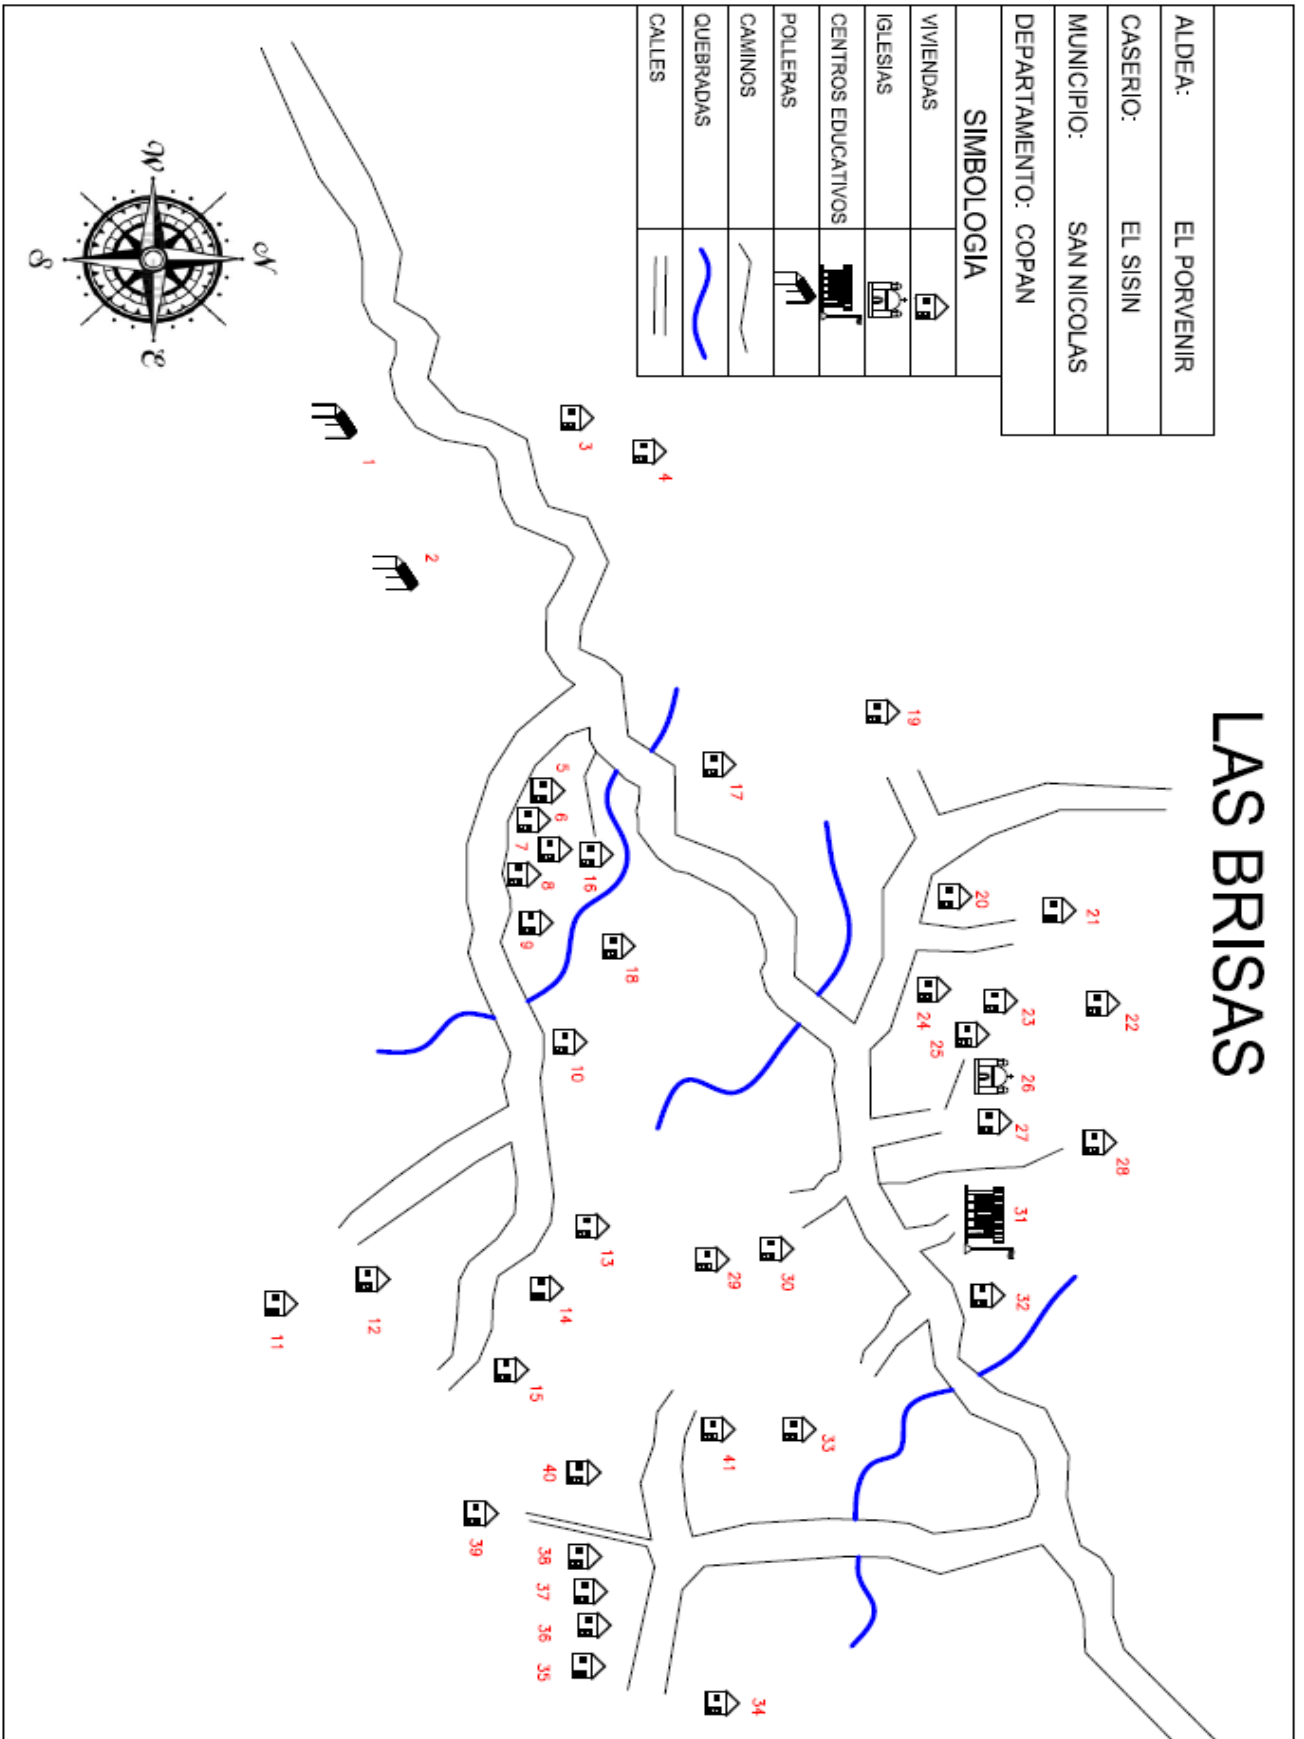 LAS BRISAS
ALDEA: EL PORVENIR
CASERIO: EL SISIN
MUNICIPIO: SAN NICOLAS
DEPARTAMENTO: COPAN
SIMBOLOGIA
VIVIENDAS
IGLESIAS
CENTROS EDUCATIVOS
POLLERAS
CAMINOS
QUEBRADAS
CALLES
N
W
E
S
1
2
3
4
5
6
7
8
9
10
11
12
13
14
15
16
17
18
19
20
21
22
23
24
25
26
27
28
29
30
31
32
33
34
35
36
37
38
39
40
41